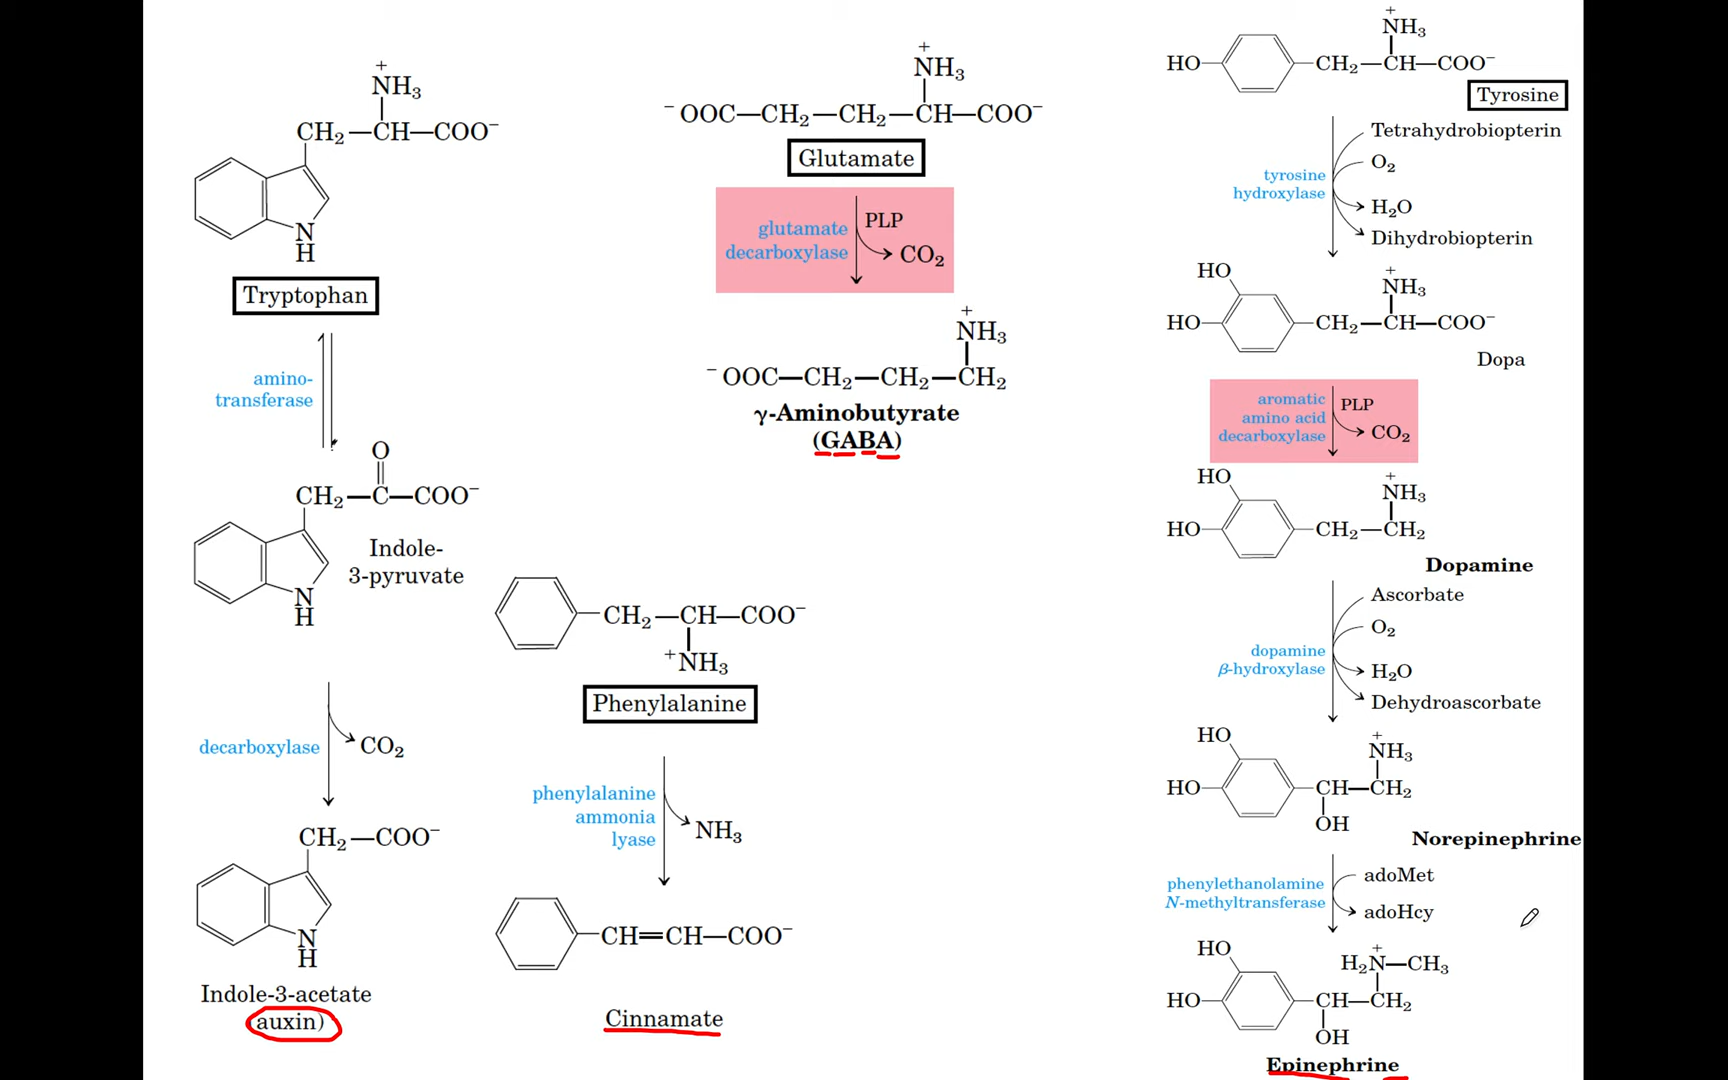 +
NH3
CH2—CH—COO−
N
H
Tryptophan
amino-
transferase
O
CH2—C—COO−
Indole-
3-pyruvate
N
H
decarboxylase
CO2
CH2—COO−
N
H
Indole-3-acetate
auxin)
+
NH3
−OOC—CH2—CH2—CH—COO−
Glutamate
glutamate
decarboxylase
PLP
CO2
+
NH3
−OOC—CH2—CH2—CH2
γ-Aminobutyrate
(GABA)
CH2—CH—COO−
+NH3
Phenylalanine
phenylalanine
ammonia
lyase
NH3
CH=CH—COO−
Cinnamate
+
NH3
HO
CH2—CH—COO−
Tyrosine
Tetrahydrobiopterin
O2
tyrosine
hydroxylase
H2O
Dihydrobiopterin
HO
+
NH3
HO
CH2—CH—COO−
Dopa
aromatic
amino acid
decarboxylase
PLP
CO2
HO
+
NH3
HO
CH2—CH2
Dopamine
Ascorbate
O2
dopamine
β-hydroxylase
H2O
Dehydroascorbate
HO
+
NH3
HO
CH—CH2
OH
Norepinephrine
phenylethanolamine
N-methyltransferase
adoMet
adoHcy
HO
+
H2N—CH3
HO
CH—CH2
OH
Epinephrine